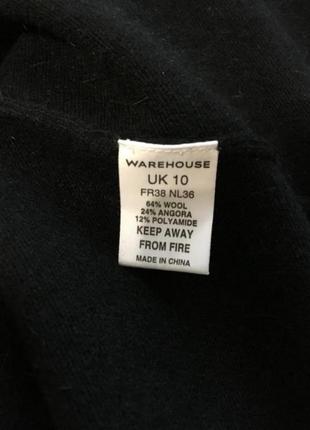 WAREHOUSE
UK 10
FR38 NL36
64% WOOL
24% ANGORA
12% POLYAMIDE
KEEP AWAY
FROM FIRE
MADE IN CHINA